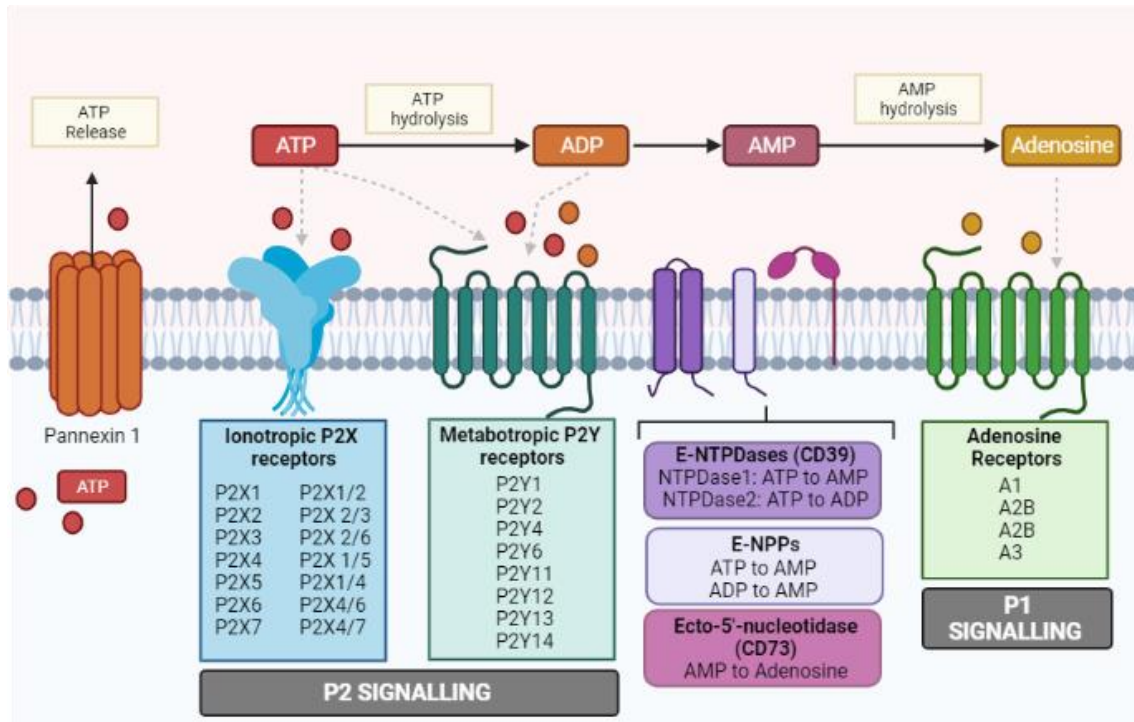 ATP
Release
ATP
hydrolysis
AMP
hydrolysis
ATP
ADP
AMP
Adenosine
Pannexin 1
ATP
Ionotropic P2X
receptors
P2X1 P2X1/2
P2X2 P2X 2/3
P2X3 P2X 2/6
P2X4 P2X 1/5
P2X5 P2X1/4
P2X6 P2X4/6
P2X7 P2X4/7
Metabotropic P2Y
receptors
P2Y1
P2Y2
P2Y4
P2Y6
P2Y11
P2Y12
P2Y13
P2Y14
P2 SIGNALLING
E-NTPDases (CD39)
NTPDase1: ATP to AMP
NTPDase2: ATP to ADP
E-NPPs
ATP to AMP
ADP to AMP
Ecto-5'-nucleotidase
(CD73)
AMP to Adenosine
Adenosine
Receptors
A1
A2B
A2B
A3
P1
SIGNALLING